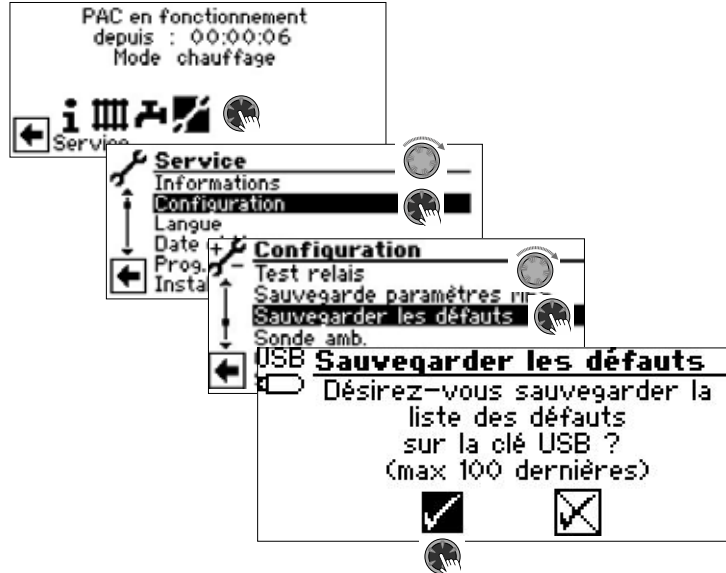 PAC en fonctionnement
depuis : 00:00:06
Mode chauffage
Service
Service
Informations
Configuration
Langue
Date
Prog.
Configuration
Test relais
Sauvegarde paramètres
Sauvegarder les défauts
Sonde amb.
USB Sauvegarder les défauts
Désirez-vous sauvegarder la
liste des défauts
sur la clé USB ?
(max 100 dernières)